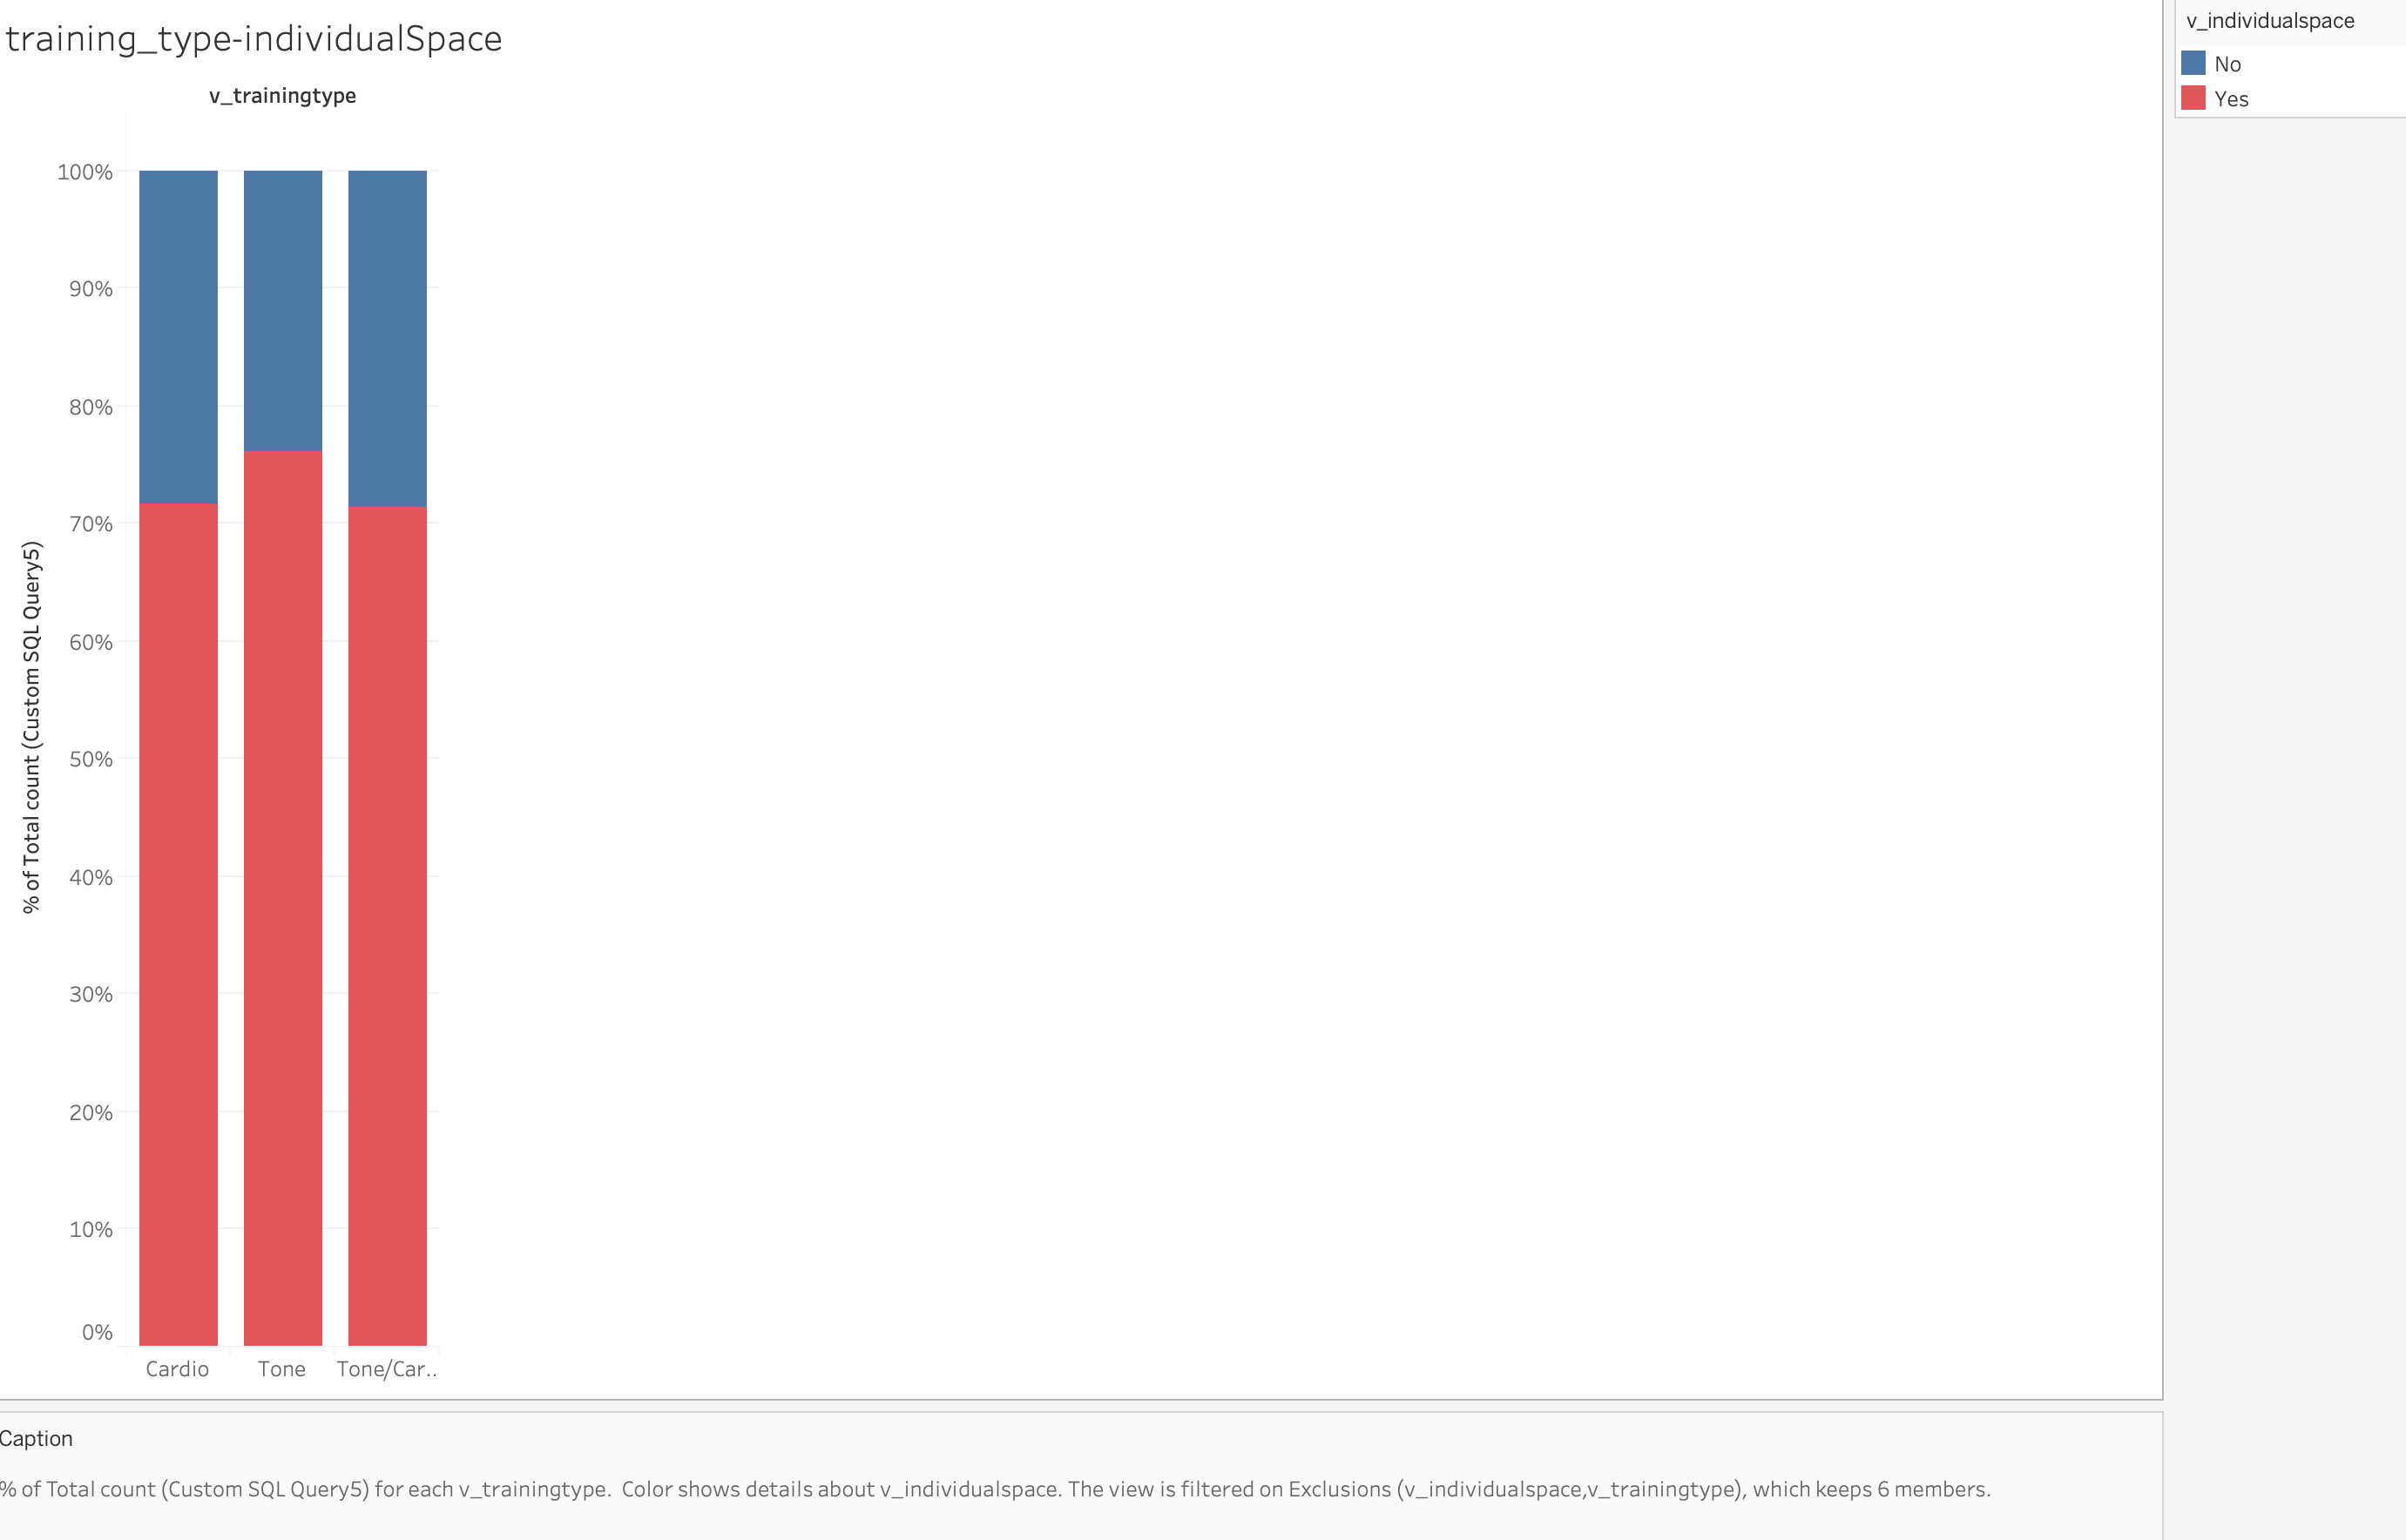 training_type-individualSpace
v_trainingtype
100%
90%
80%
70%
60%
50%
40%
30%
20%
10%
0%
% of Total count (Custom SQL Query5)
Cardio
Tone
Tone/Car..
v_individualspace
No
Yes
Caption
% of Total count (Custom SQL Query5) for each v_trainingtype.  Color shows details about v_individualspace. The view is filtered on Exclusions (v_individualspace,v_trainingtype), which keeps 6 members.